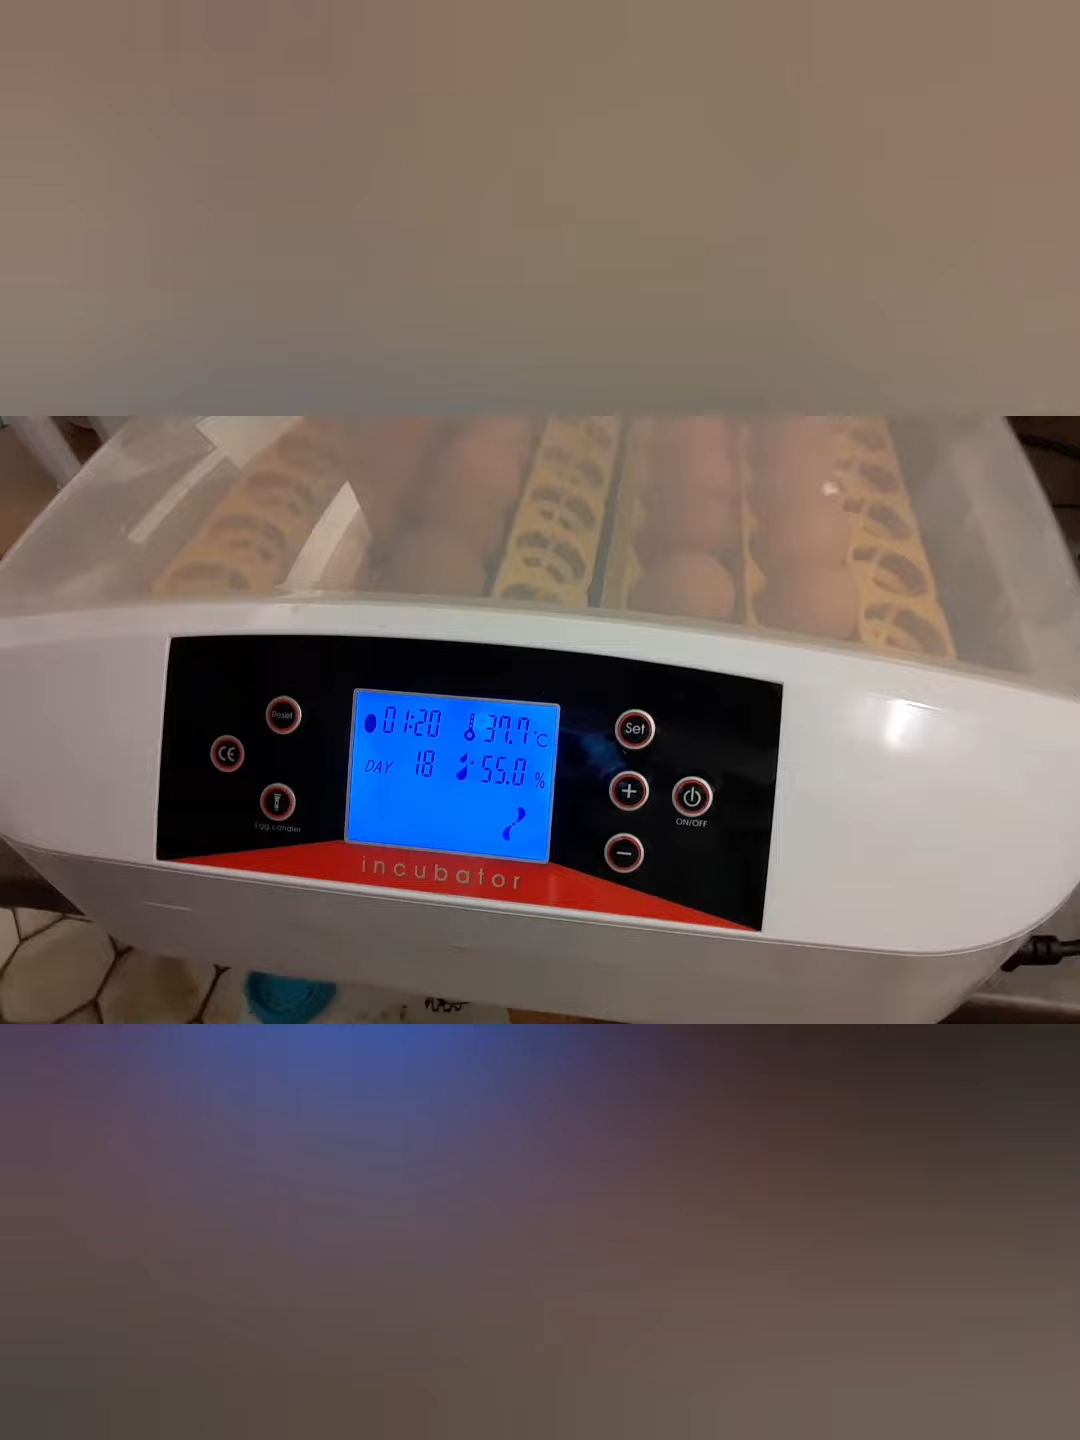 Reset
CE
Egg candler
01:20 37.7 °C
DAY 18 55.0 %
incubator
Set
+
-
ON/OFF